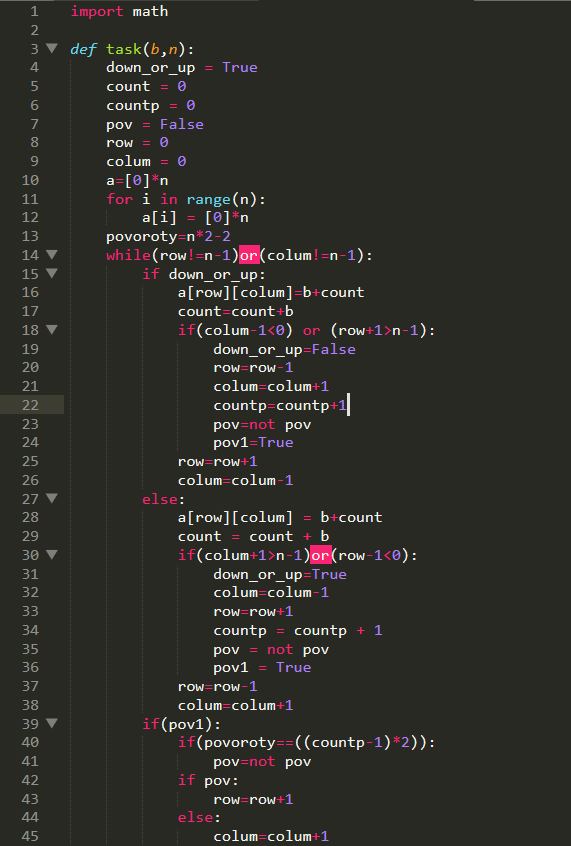 1 import math
2
3 def task(b,n):
4     down_or_up = True
5     count = 0
6     countp = 0
7     pov = False
8     row = 0
9     colum = 0
10     a=[0]*n
11     for i in range(n):
12         a[i] = [0]*n
13     povoroty=n*2-2
14     while(row!=n-1)or(colum!=n-1):
15         if down_or_up:
16             a[row][colum]=b+count
17             count=count+b
18             if(colum-1<0) or (row+1>n-1):
19                 down_or_up=False
20                 row=row-1
21                 colum=colum+1
22                 countp=countp+1
23                 pov=not pov
24                 pov1=True
25             row=row+1
26             colum=colum-1
27         else:
28             a[row][colum] = b+count
29             count = count + b
30             if(colum+1>n-1)or(row-1<0):
31                 down_or_up=True
32                 colum=colum-1
33                 row=row+1
34                 countp = countp + 1
35                 pov = not pov
36                 pov1 = True
37             row=row-1
38             colum=colum+1
39         if(pov1):
40             if(povoroty==((countp-1)*2)):
41                 pov=not pov
42             if pov:
43                 row=row+1
44             else:
45                 colum=colum+1